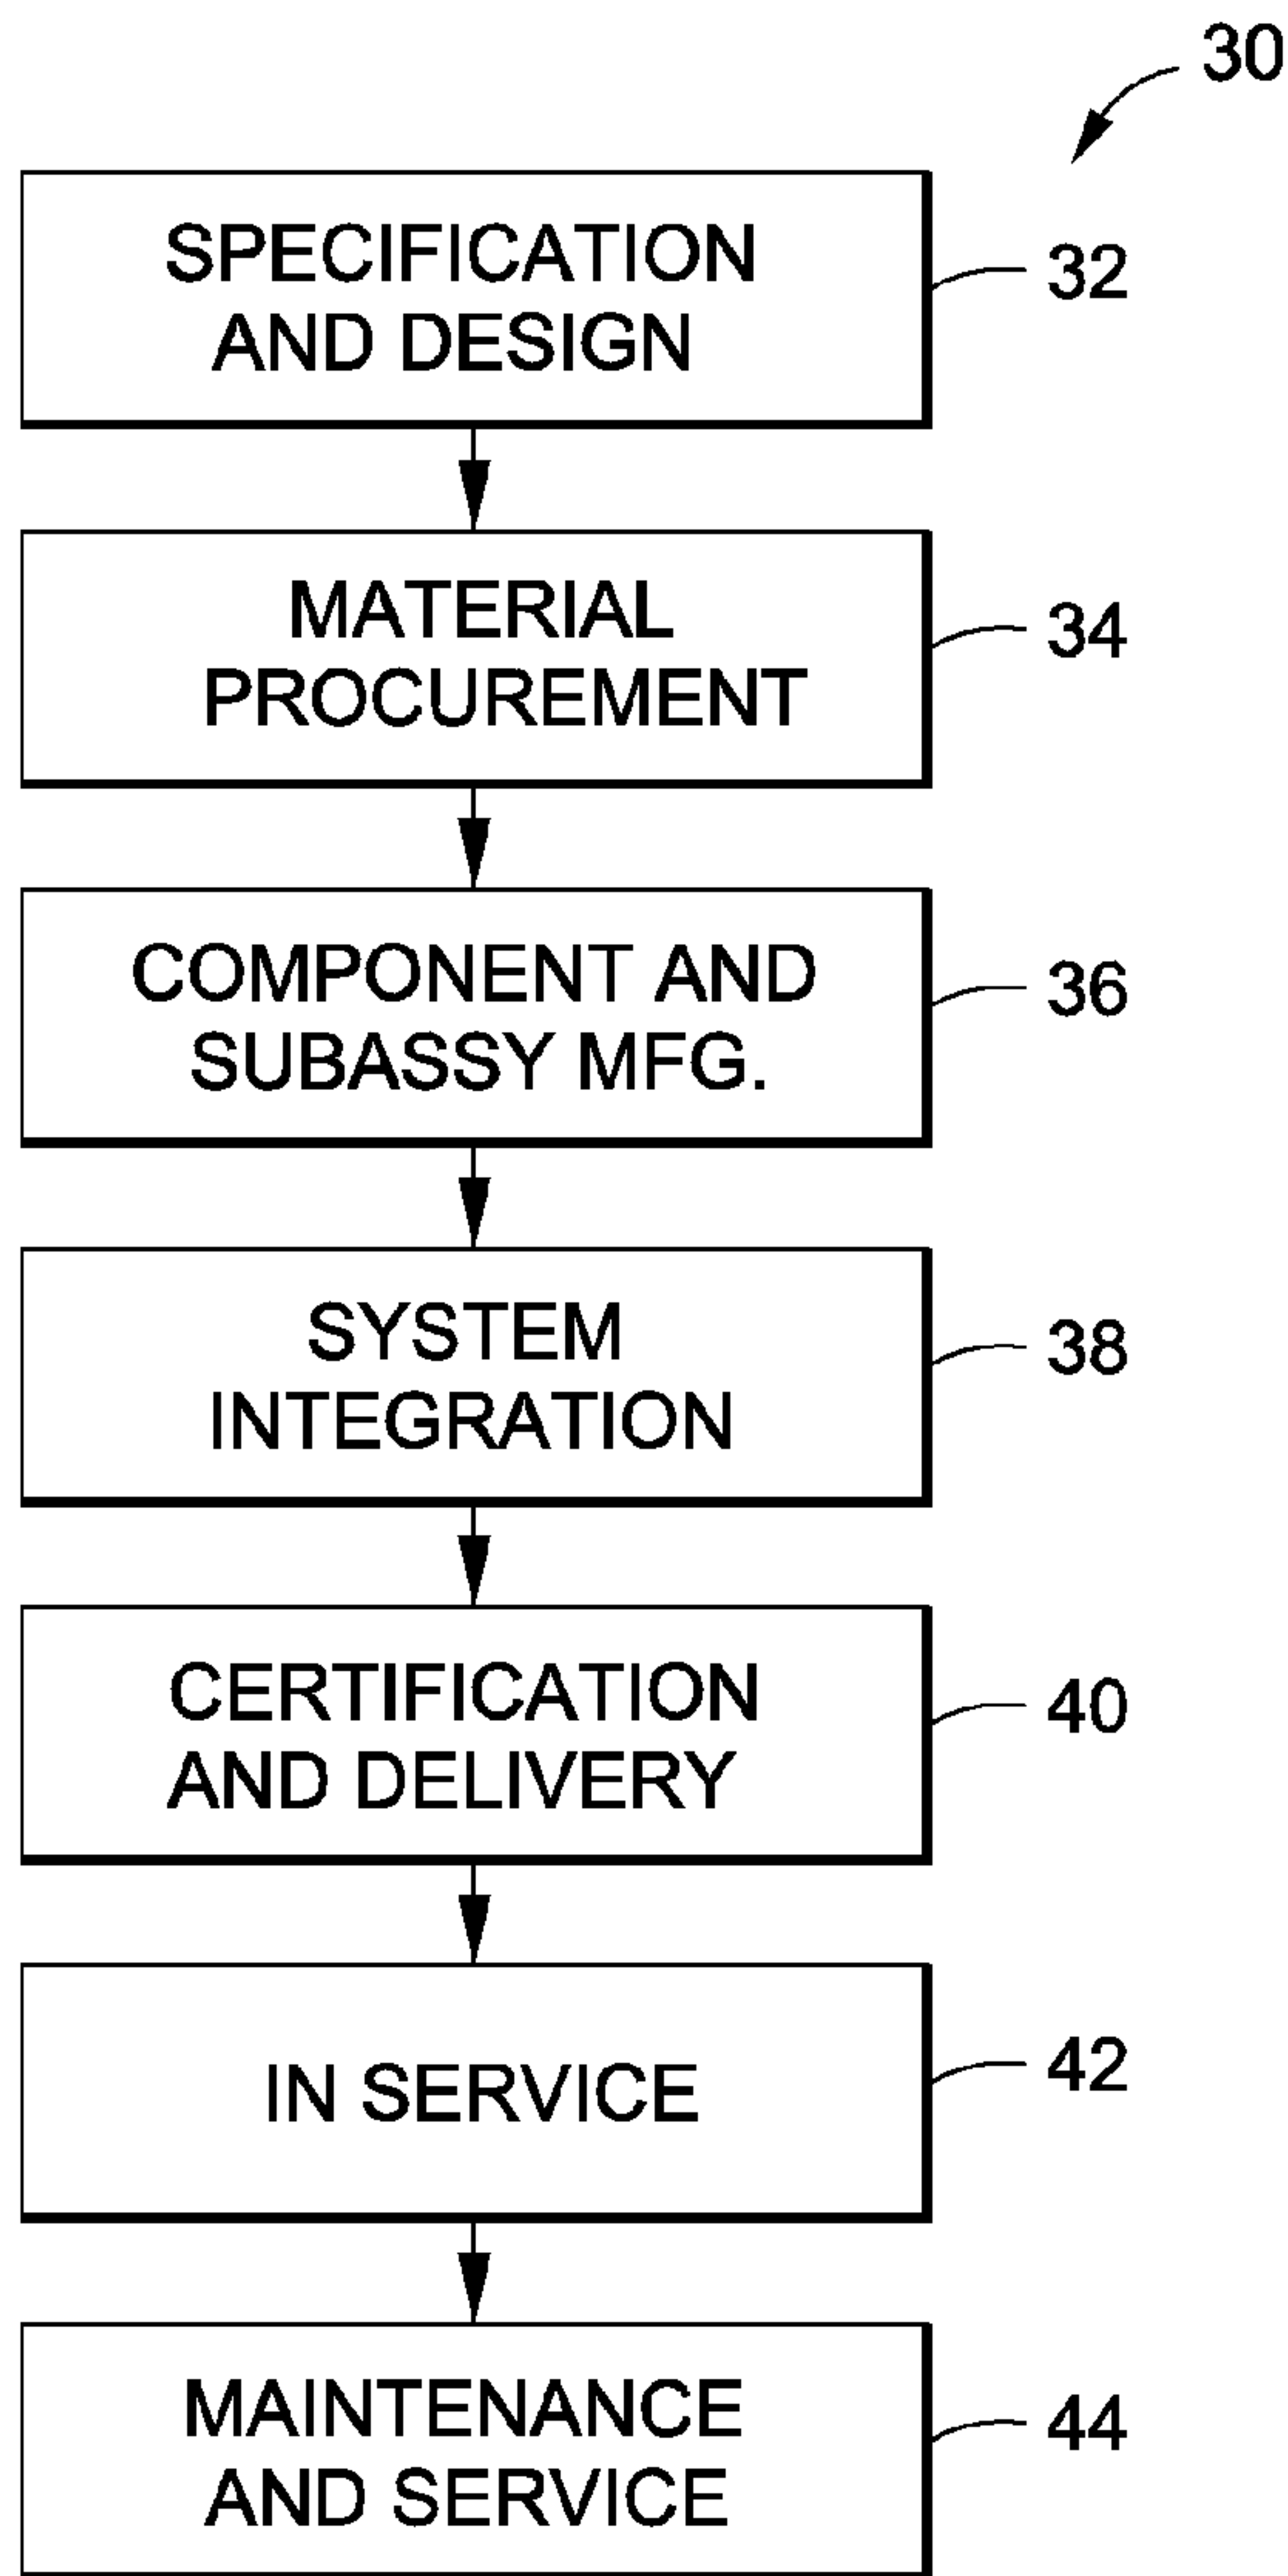 30
SPECIFICATION
AND DESIGN
32
MATERIAL
PROCUREMENT
34
COMPONENT AND
SUBASSY MFG.
36
SYSTEM
INTEGRATION
38
CERTIFICATION
AND DELIVERY
40
IN SERVICE
42
MAINTENANCE
AND SERVICE
44